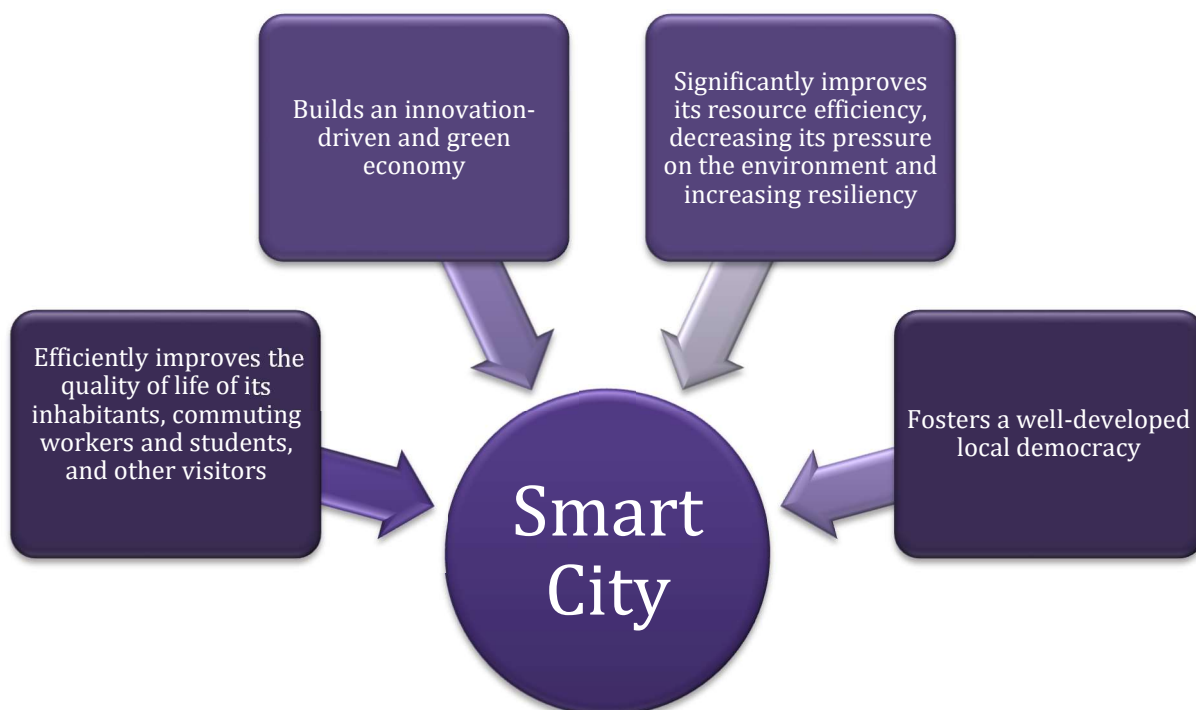 Builds an innovation-
driven and green
economy
Significantly improves
its resource efficiency,
decreasing its pressure
on the environment and
increasing resiliency
Efficiently improves the
quality of life of its
inhabitants, commuting
workers and students,
and other visitors
Fosters a well-developed
local democracy
Smart
City